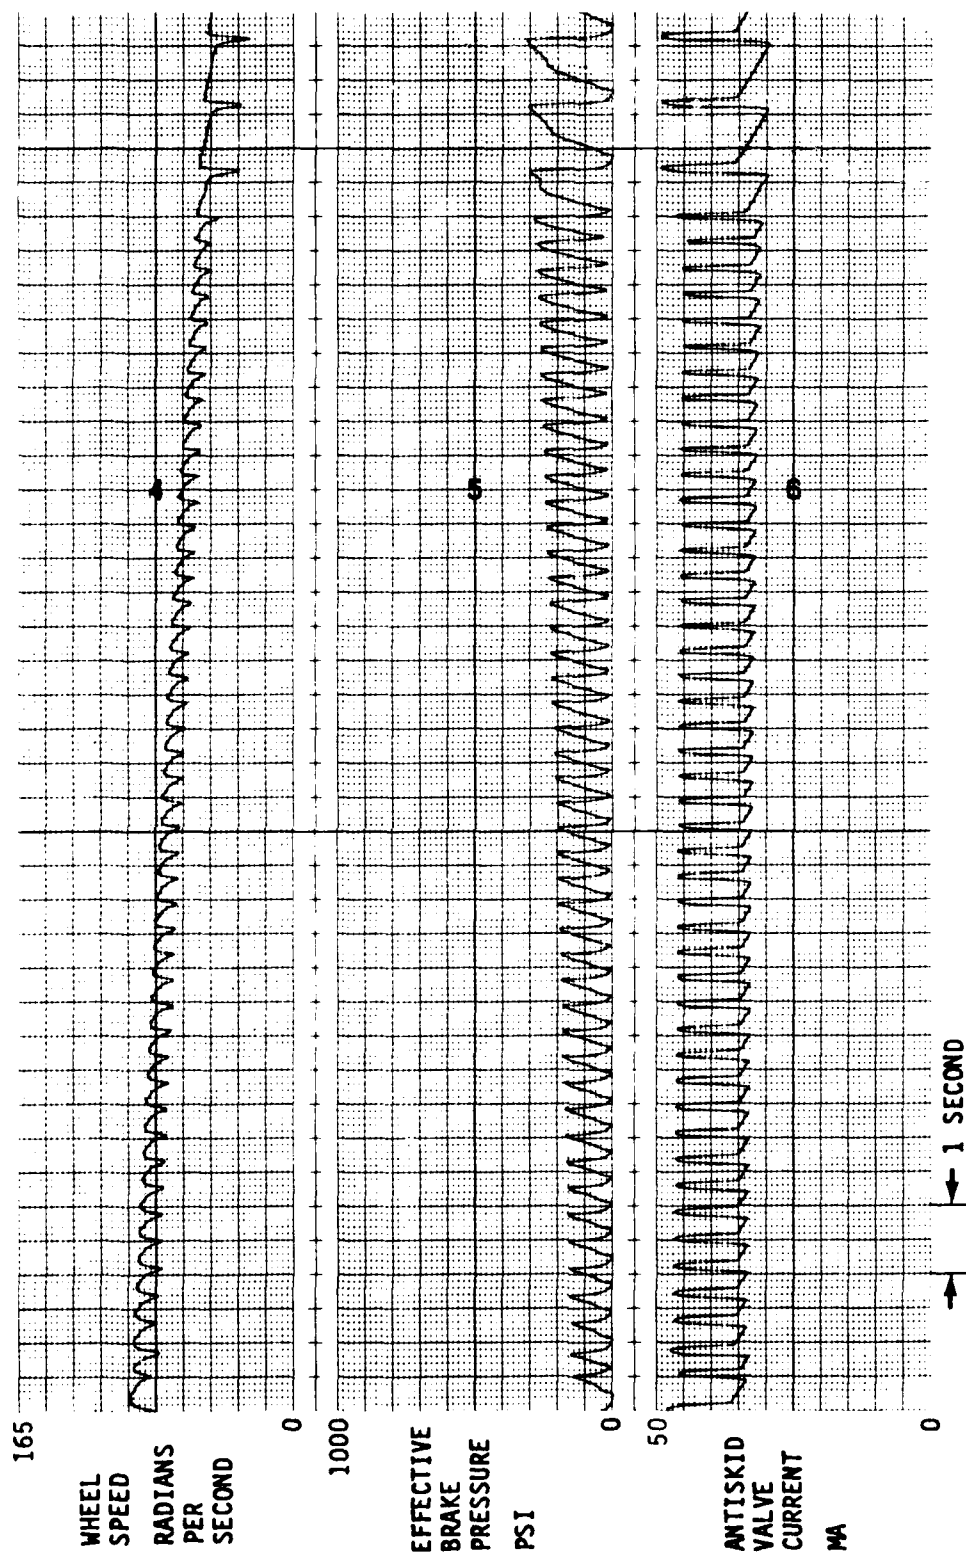 165
WHEEL
SPEED
RADIANS
PER
SECOND
0
4
1000
EFFECTIVE
BRAKE
PRESSURE
PSI
0
5
50
ANTISKID
VALVE
CURRENT
MA
0
6
1 SECOND